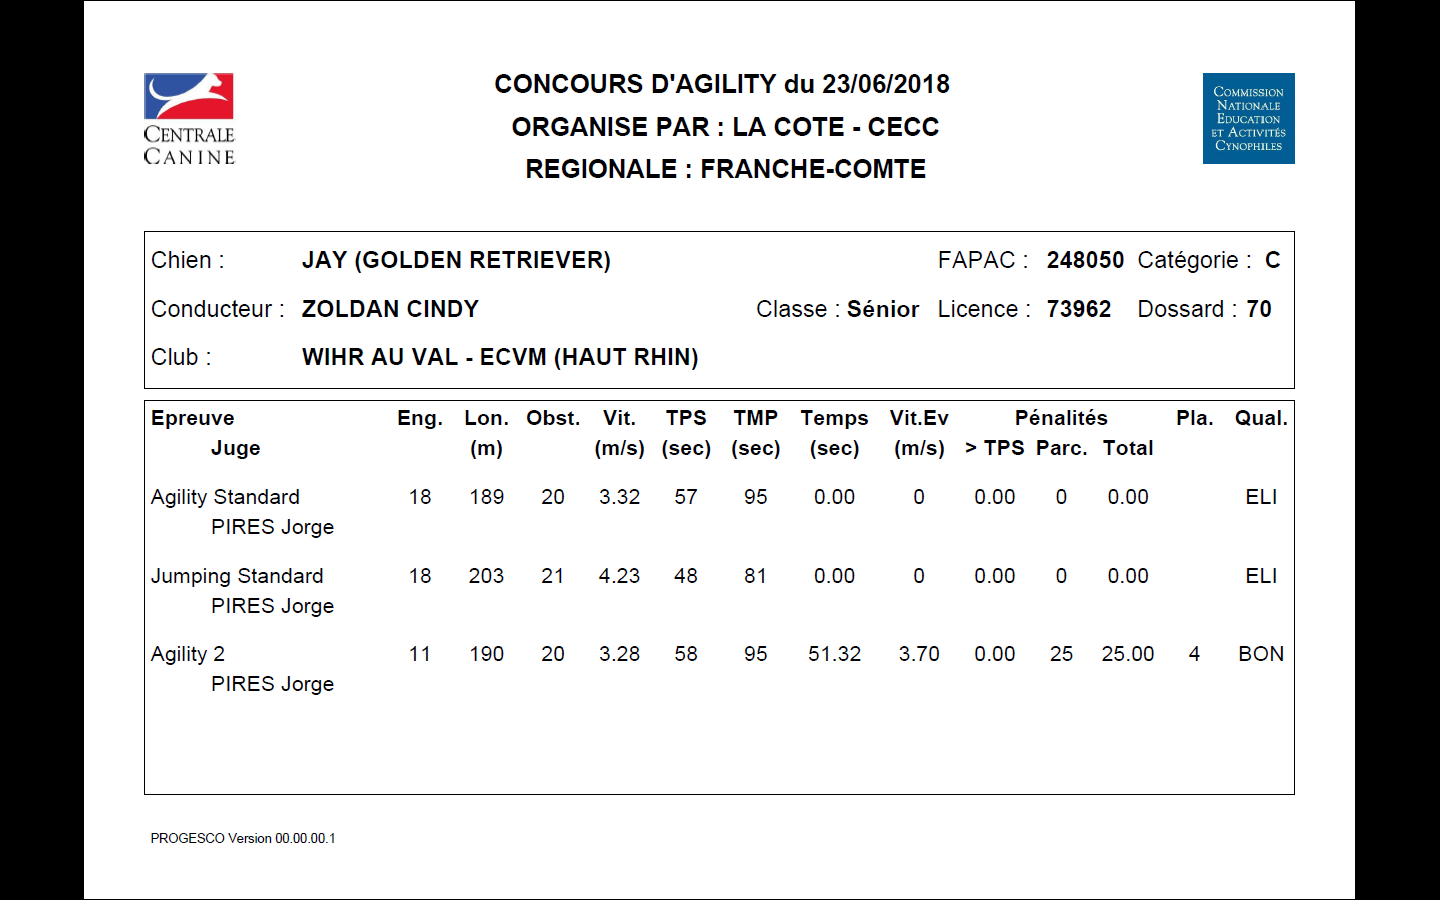 CENTRALE
CANINE
CONCOURS D'AGILITY du 23/06/2018
ORGANISE PAR : LA COTE - CECC
REGIONALE : FRANCHE-COMTE
COMMISSION
NATIONALE
EDUCATION
ET ACTIVITÉS
CYNOPHILES
Chien : JAY (GOLDEN RETRIEVER) FAPAC : 248050 Catégorie : C
Conducteur : ZOLDAN CINDY Classe : Sénior Licence : 73962 Dossard : 70
Club : WIHR AU VAL - ECVM (HAUT RHIN)
Epreuve Eng. Lon. Obst. Vit. TPS TMP Temps Vit.Ev Pénalités Pla. Qual.
Juge (m) (m/s) (sec) (sec) (sec) (m/s) > TPS Parc. Total
Agility Standard 18 189 20 3.32 57 95 0.00 0 0.00 0 0.00 ELI
PIRES Jorge
Jumping Standard 18 203 21 4.23 48 81 0.00 0 0.00 0 0.00 ELI
PIRES Jorge
Agility 2 11 190 20 3.28 58 95 51.32 3.70 0.00 25 25.00 4 BON
PIRES Jorge
PROGESCO Version 00.00.00.1